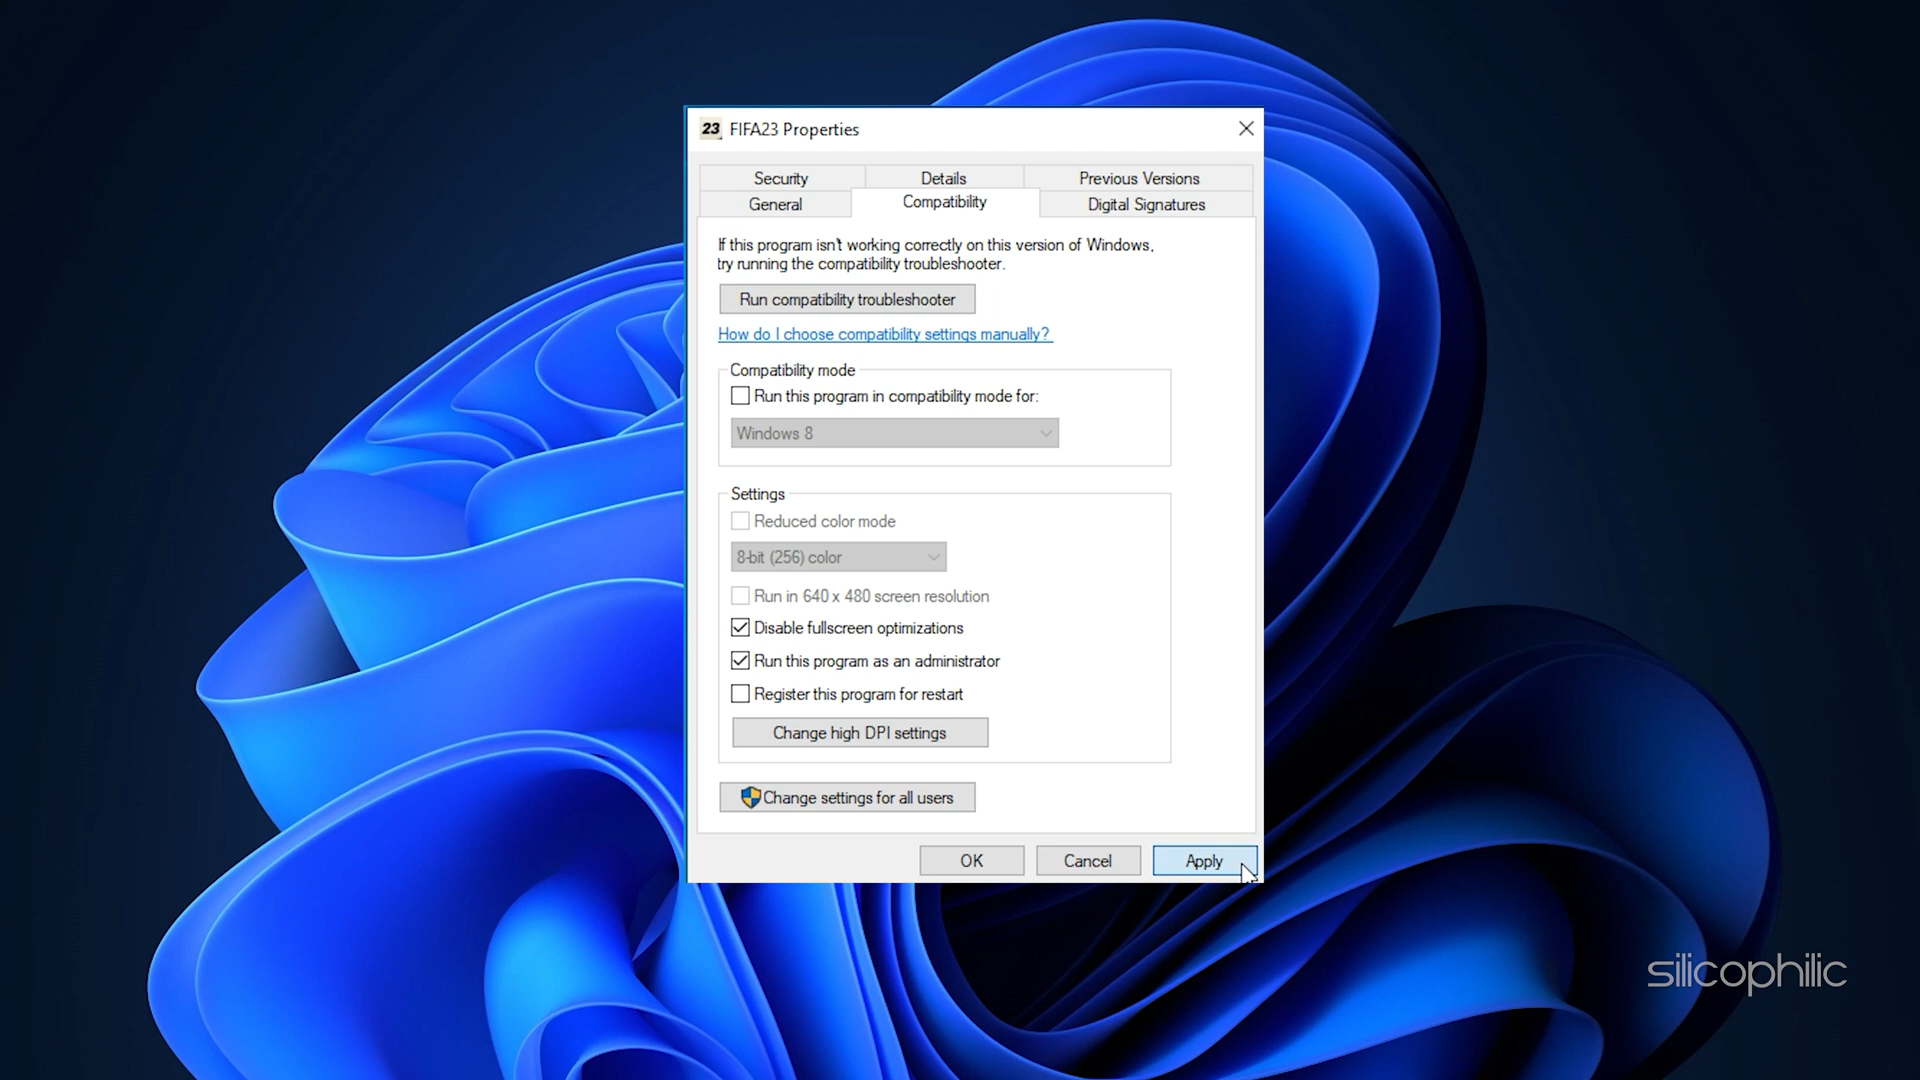 23 FIFA23 Properties
Security
Details
Previous Versions
General
Compatibility
Digital Signatures
If this program isn't working correctly on this version of Windows,
try running the compatibility troubleshooter.
Run compatibility troubleshooter
How do I choose compatibility settings manually?
Compatibility mode
Run this program in compatibility mode for:
Windows 8
Settings
Reduced color mode
8-bit (256) color
Run in 640 x 480 screen resolution
Disable fullscreen optimizations
Run this program as an administrator
Register this program for restart
Change high DPI settings
Change settings for all users
OK
Cancel
Apply
silicophilic